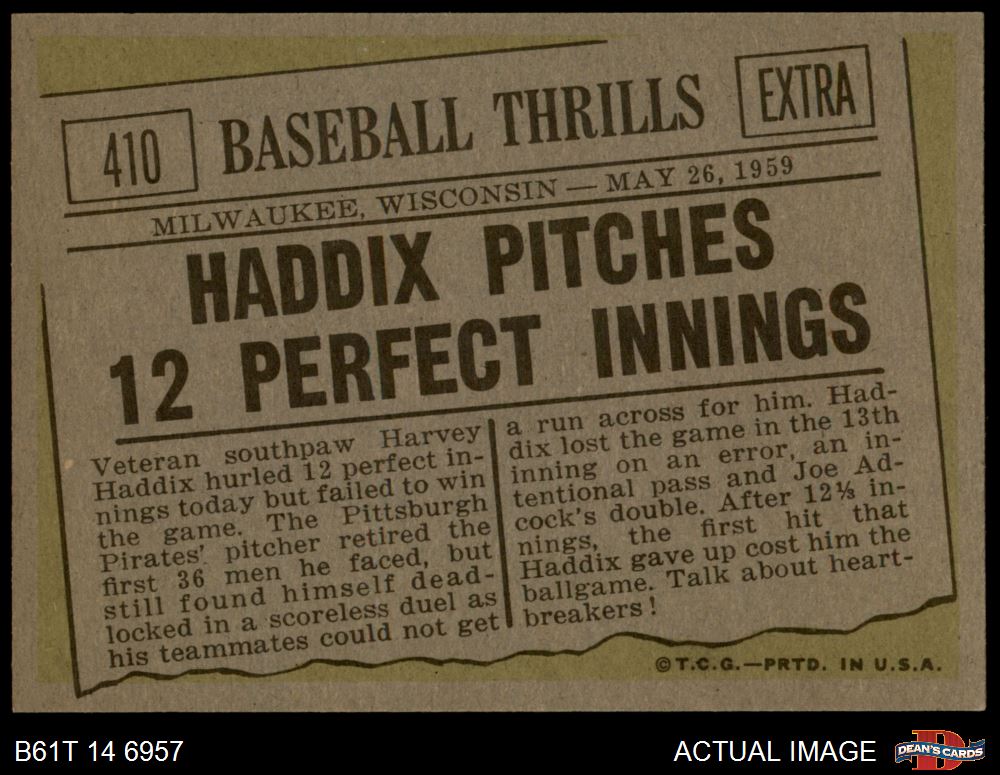 410
BASEBALL THRILLS
EXTRA
MILWAUKEE, WISCONSIN — MAY 26, 1959
HADDIX PITCHES
12 PERFECT INNINGS
Veteran southpaw Harvey
Haddix hurled 12 perfect in-
nings today but failed to win
the game. The Pittsburgh
Pirates' pitcher retired the
first 36 men he faced, but
still found himself dead-
locked in a scoreless duel as
his teammates could not get
a run across for him. Had-
dix lost the game in the 13th
inning on an error, an in-
tentional pass and Joe Ad-
cock's double. After 12⅓ in-
nings, the first hit that
Haddix gave up cost him the
ballgame. Talk about heart-
breakers!
©T.C.G.—PRTD. IN U.S.A.
B61T 14 6957
ACTUAL IMAGE
DEAN'S CARDS